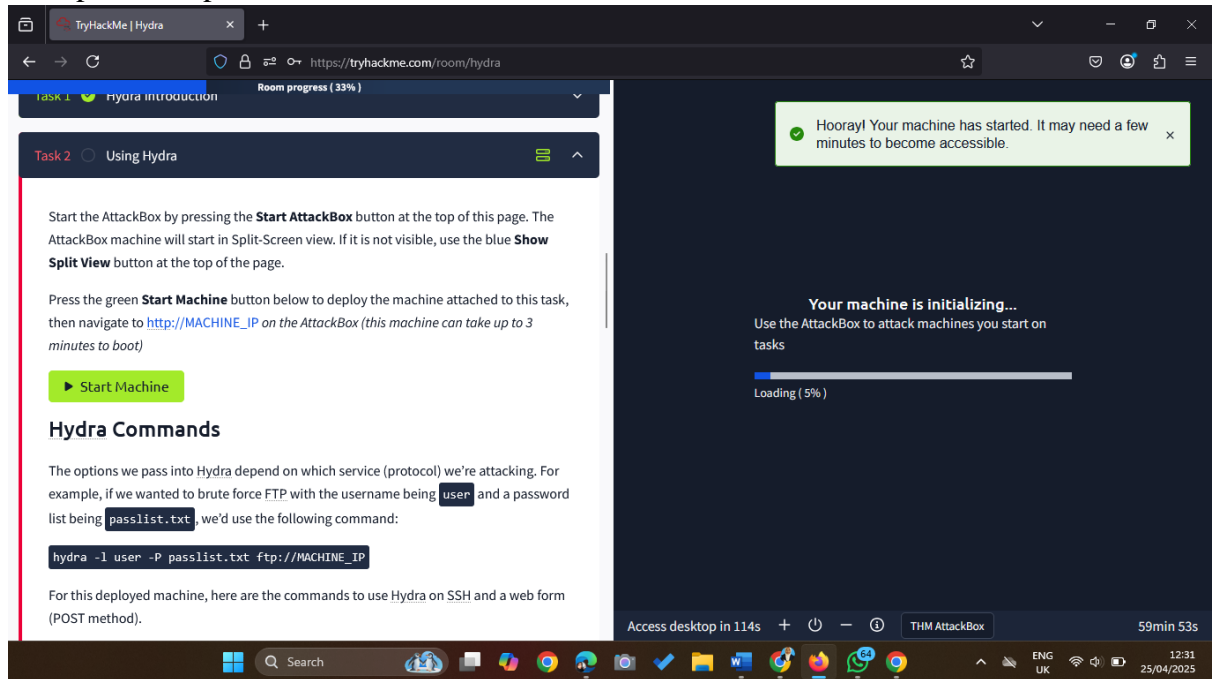 TryHackMe | Hydra
https://tryhackme.com/room/hydra
Room progress ( 33% )
Task 1 Hydra Introduction
Task 2 Using Hydra
Start the AttackBox by pressing the Start AttackBox button at the top of this page. The
AttackBox machine will start in Split-Screen view. If it is not visible, use the blue Show
Split View button at the top of the page.
Press the green Start Machine button below to deploy the machine attached to this task,
then navigate to http://MACHINE_IP on the AttackBox (this machine can take up to 3
minutes to boot)
Start Machine
Hydra Commands
The options we pass into Hydra depend on which service (protocol) we're attacking. For
example, if we wanted to brute force FTP with the username being user and a password
list being passlist.txt, we'd use the following command:
hydra -l user -P passlist.txt ftp://MACHINE_IP
For this deployed machine, here are the commands to use Hydra on SSH and a web form
(POST method).
Hooray! Your machine has started. It may need a few
minutes to become accessible.
Your machine is initializing...
Use the AttackBox to attack machines you start on
tasks
Loading ( 5% )
Access desktop in 114s
THM AttackBox
59min 53s
Search
64
ENG
UK
12:31
25/04/2025